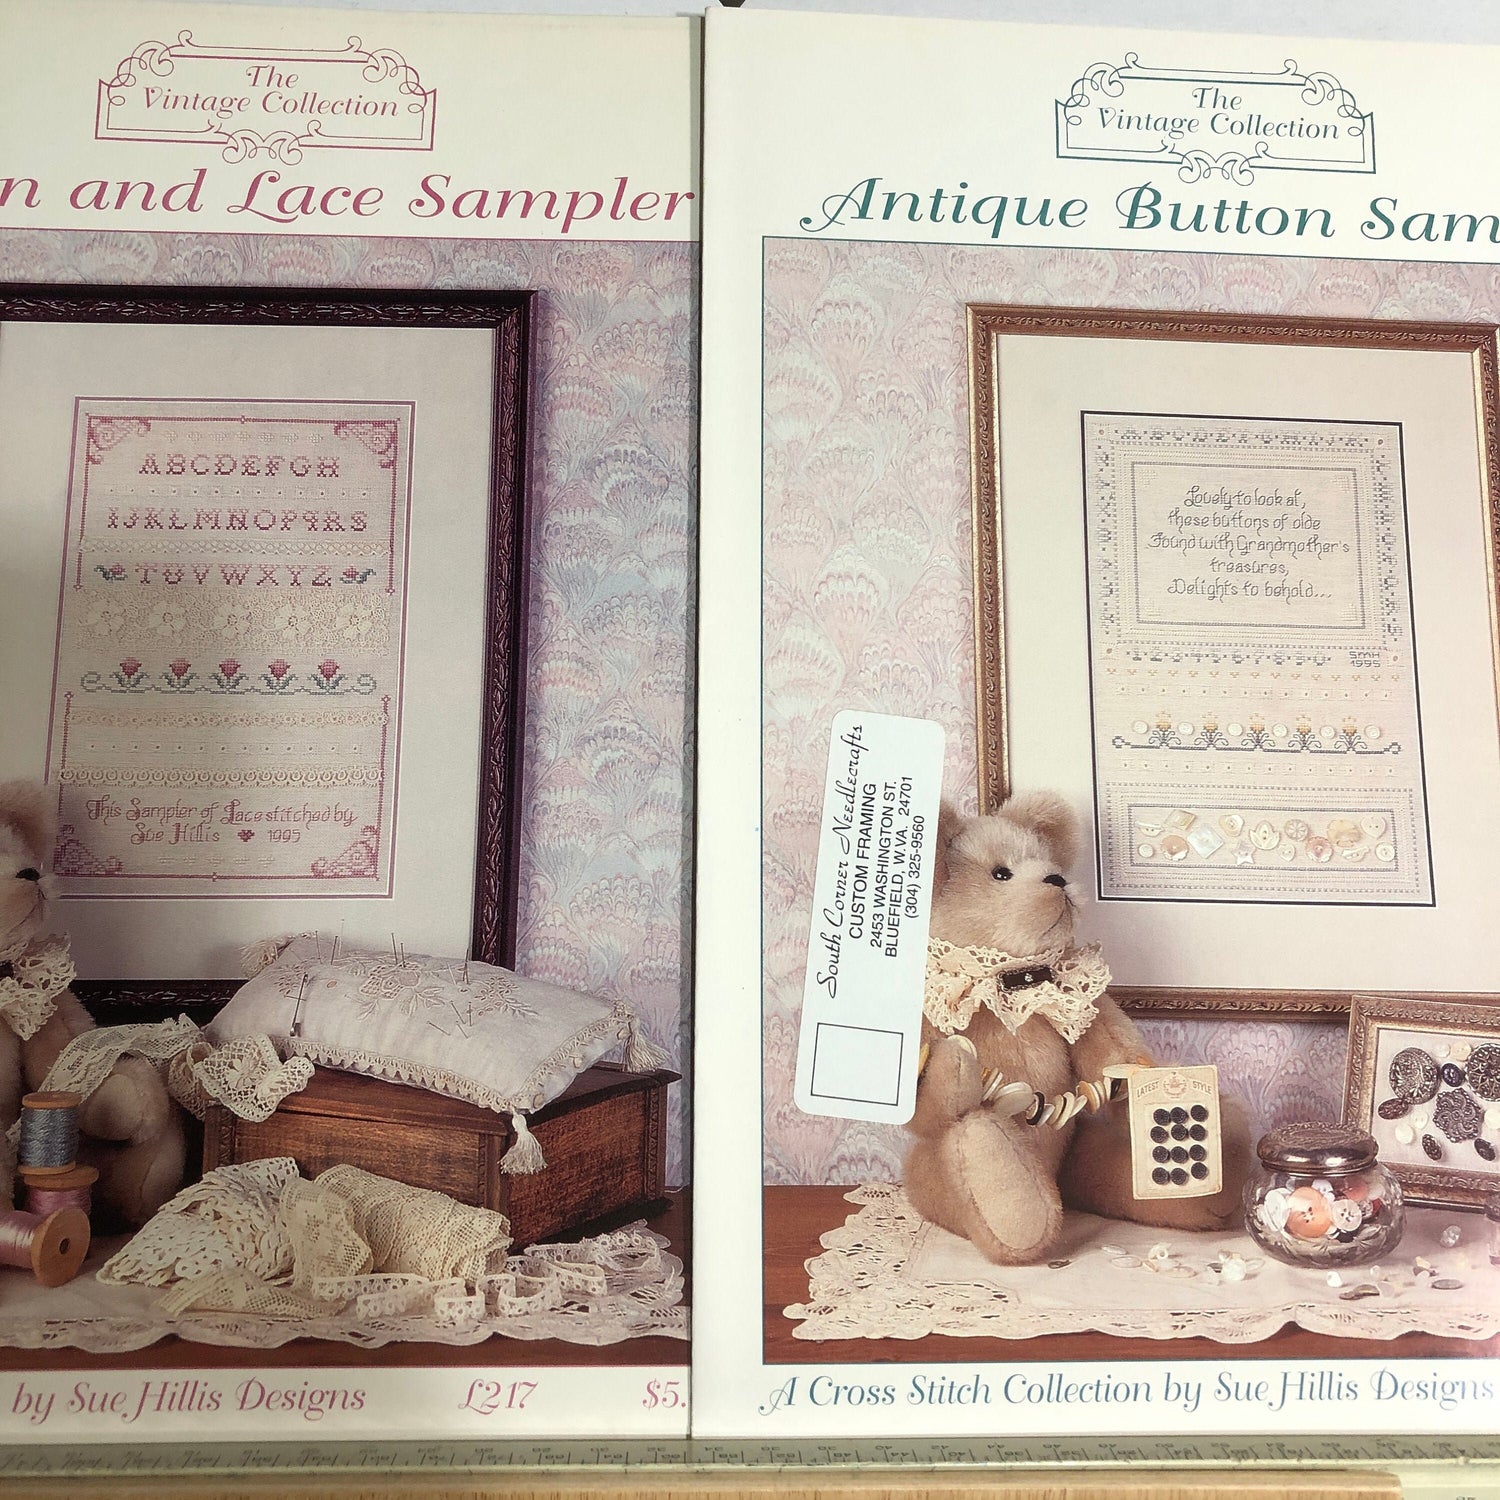 The
Vintage Collection
n and Lace Sampler
ABCDEFGH
IJKLMNOPQRS
TUVWXYZ
This Sampler of Lace stitched by
Sue Hillis ♥ 1995
by Sue Hillis Designs L217 $5.
The
Vintage Collection
Antique Button Sam
Lovely to look at,
these buttons of olde
Found with Grandmother's
treasures,
Delights to behold...
1234567890
SMH
1995
South Corner Needlecrafts
CUSTOM FRAMING
2453 WASHINGTON ST.
BLUEFIELD, W.VA. 24701
(304) 325-9560
LATEST STYLE
A Cross Stitch Collection by Sue Hillis Designs